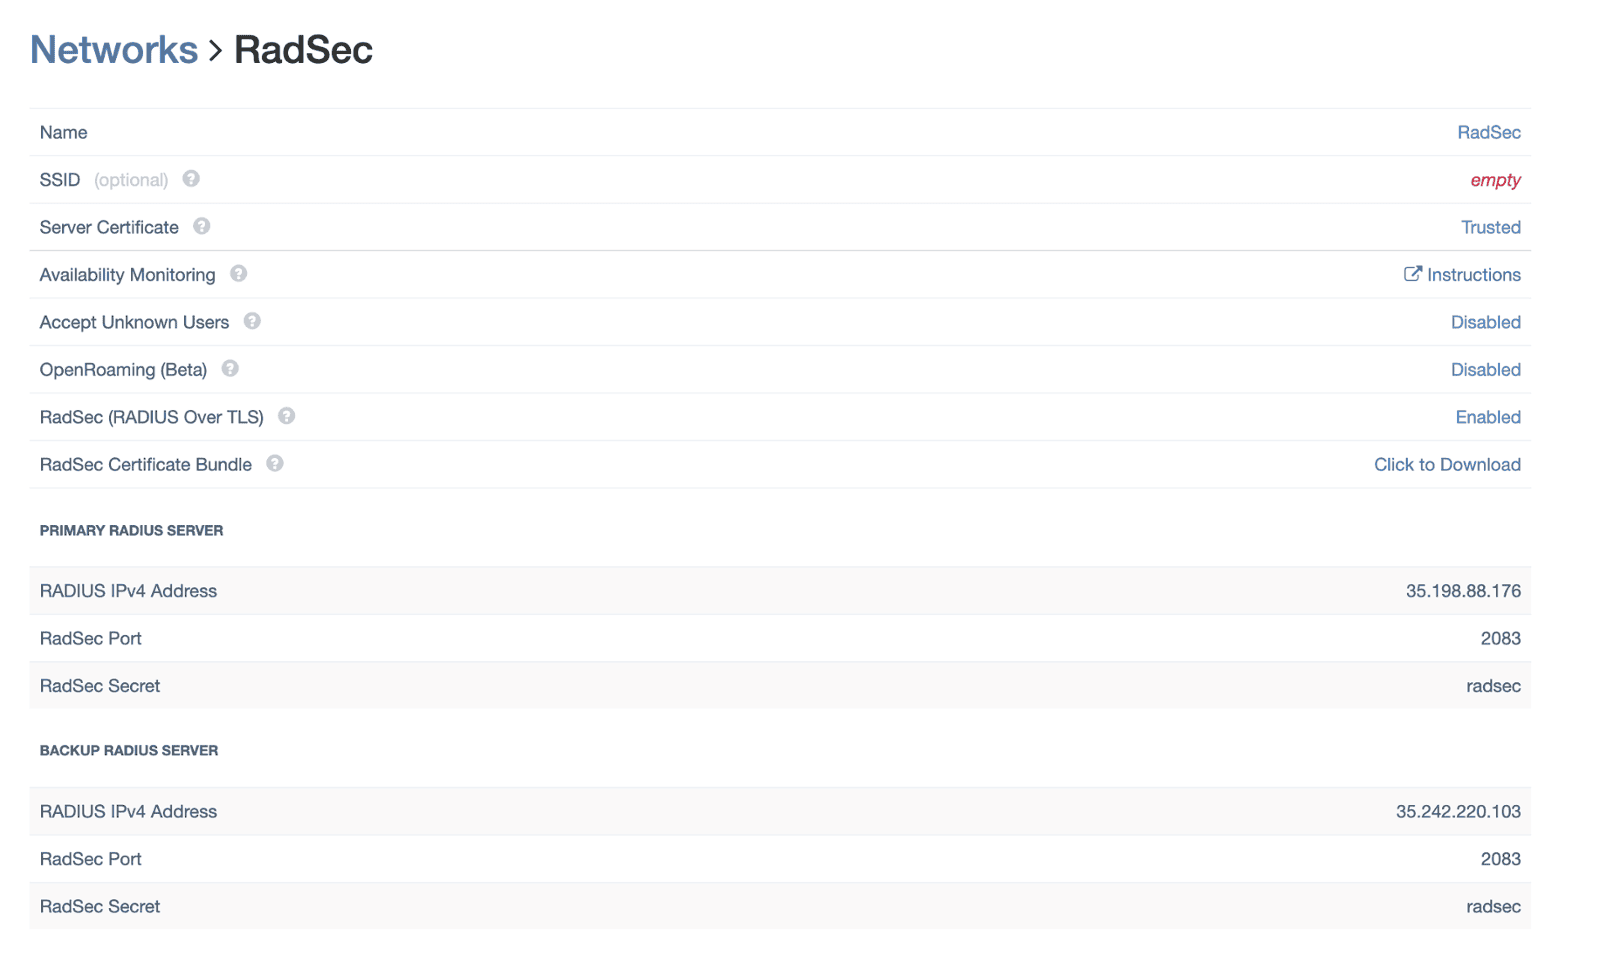 Networks > RadSec
Name RadSec
SSID (optional) ? empty
Server Certificate ? Trusted
Availability Monitoring ? Instructions
Accept Unknown Users ? Disabled
OpenRoaming (Beta) ? Disabled
RadSec (RADIUS Over TLS) ? Enabled
RadSec Certificate Bundle ? Click to Download
PRIMARY RADIUS SERVER
RADIUS IPv4 Address 35.198.88.176
RadSec Port 2083
RadSec Secret radsec
BACKUP RADIUS SERVER
RADIUS IPv4 Address 35.242.220.103
RadSec Port 2083
RadSec Secret radsec